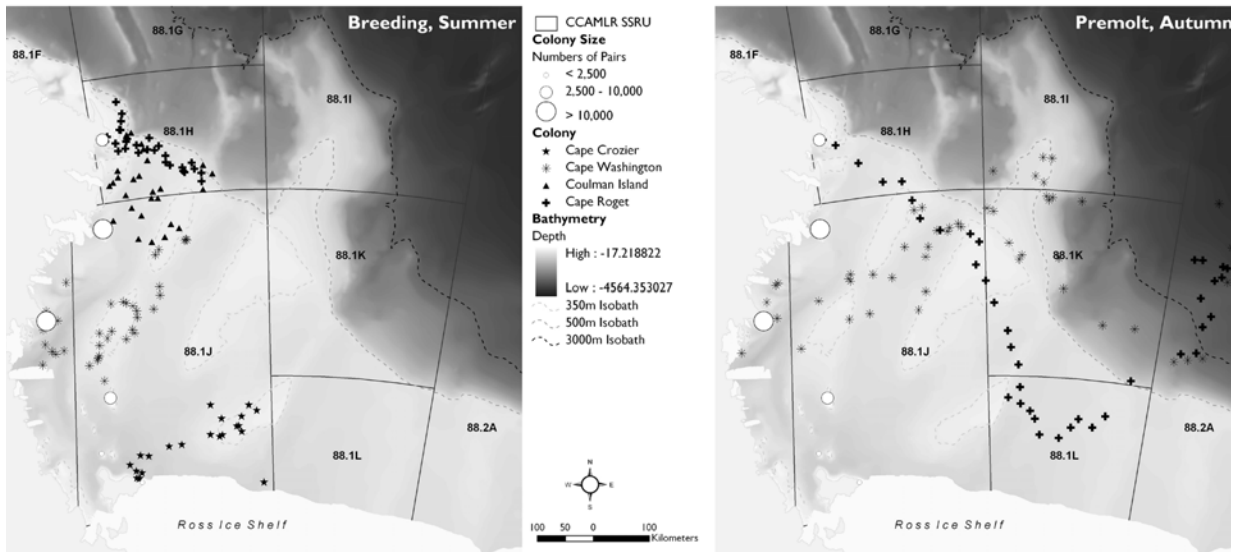 Breeding, Summer
88.1G
88.1F
88.1I
88.1H
88.1K
88.1J
88.1L
88.2A
Ross Ice Shelf
CCAMLR SSRU
Colony Size
Numbers of Pairs
< 2,500
2,500 - 10,000
> 10,000
Colony
Cape Crozier
Cape Washington
Coulman Island
Cape Roget
Bathymetry
Depth
High : -17.218822
Low : -4564.353027
350m Isobath
500m Isobath
3000m Isobath
N
W E
S
100 50 0 100
Kilometers
Premolt, Autumn
88.1G
88.1F
88.1I
88.1H
88.1K
88.1J
88.1L
88.2A
Ross Ice Shelf